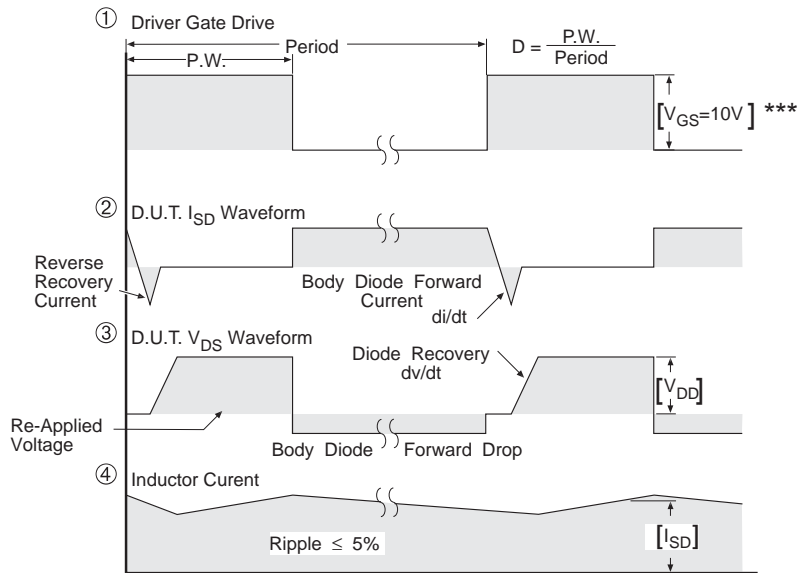 ① Driver Gate Drive
Period
P.W.
D = P.W. / Period
[VGS=10V] ***
② D.U.T. ISD Waveform
Reverse
Recovery
Current
Body Diode Forward
Current
di/dt
③ D.U.T. VDS Waveform
Diode Recovery
dv/dt
[VDD]
Re-Applied
Voltage
Body Diode Forward Drop
④ Inductor Curent
Ripple ≤ 5%
[ISD]